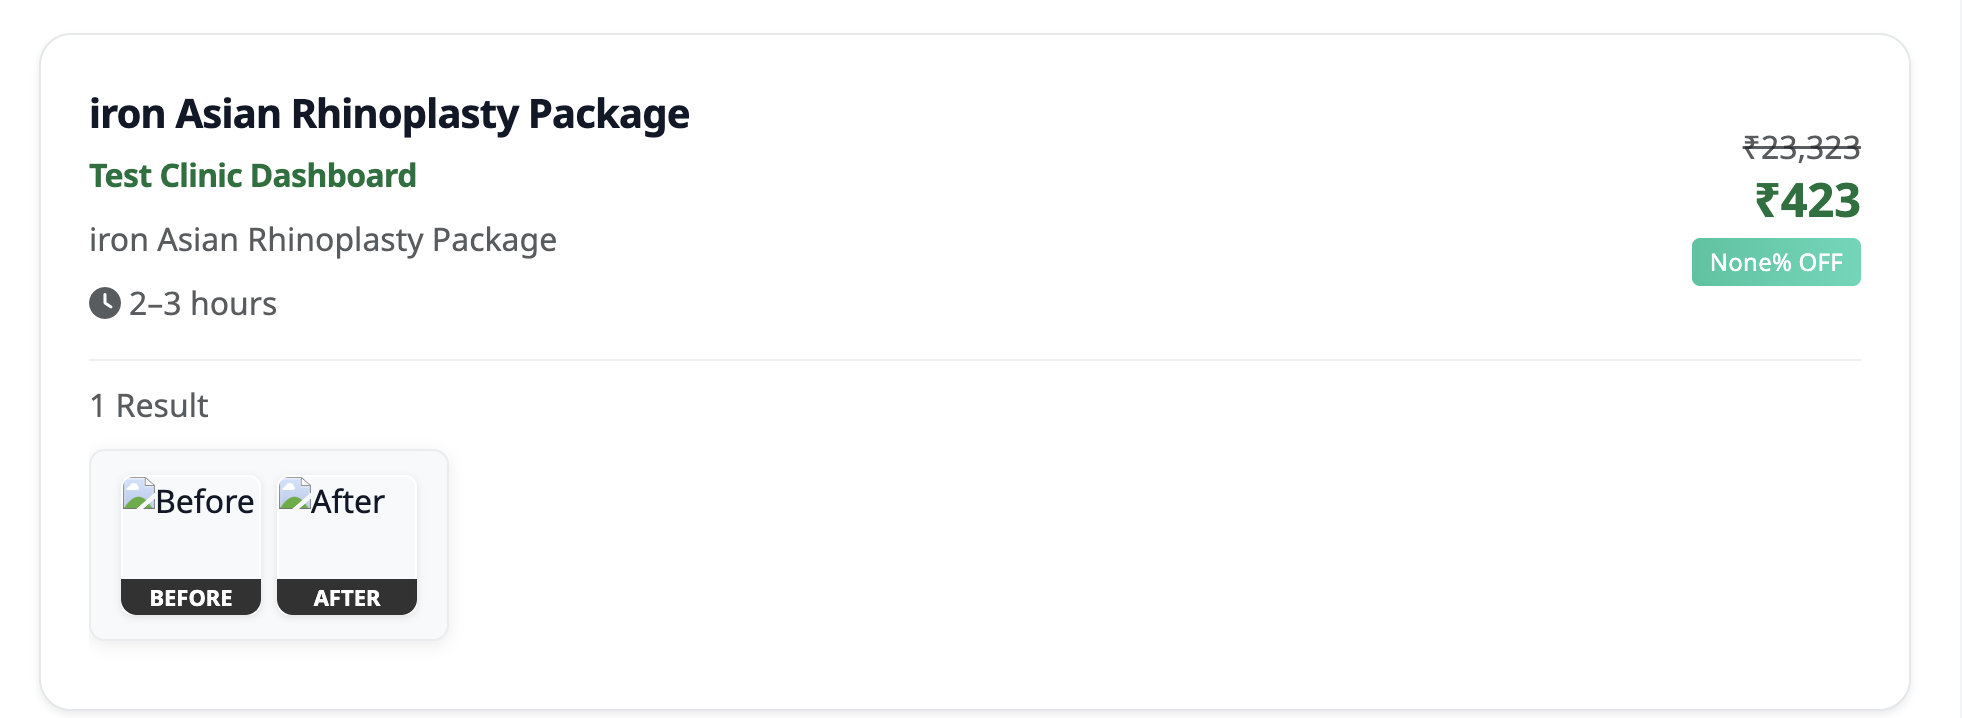 iron Asian Rhinoplasty Package
Test Clinic Dashboard
iron Asian Rhinoplasty Package
2–3 hours
₹23,323
₹423
None% OFF
1 Result
Before
After
BEFORE
AFTER